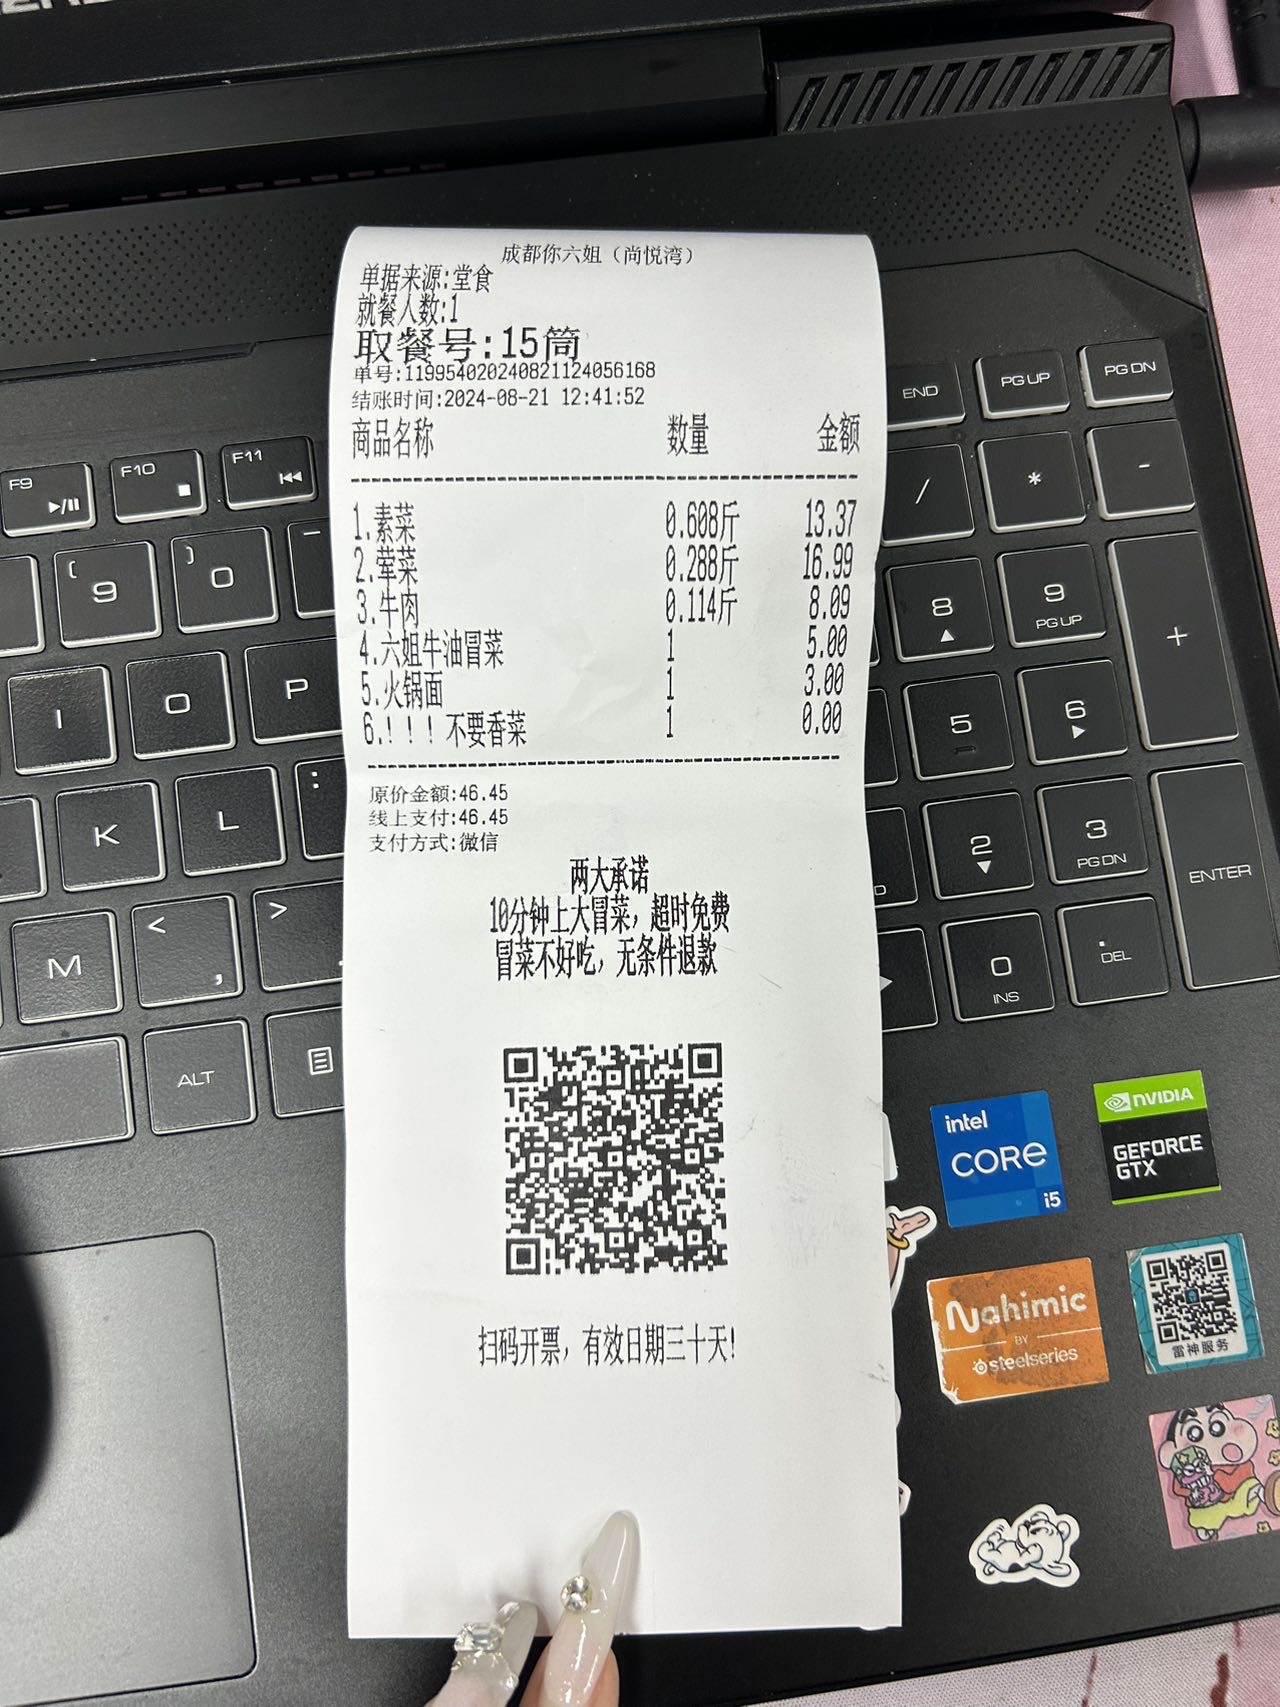 成都你六姐（尚悦湾）
单据来源:堂食
就餐人数:1
取餐号:15筒
单号:119954020240821124056168
结账时间:2024-08-21 12:41:52
商品名称 数量 金额
1.素菜 0.608斤 13.37
2.荤菜 0.288斤 16.99
3.牛肉 0.114斤 8.09
4.六姐牛油冒菜 1 5.00
5.火锅面 1 3.00
6.！！！不要香菜 1 0.00
原价金额:46.45
线上支付:46.45
支付方式:微信
两大承诺
10分钟上大冒菜，超时免费
冒菜不好吃，无条件退款
扫码开票，有效日期三十天!
END PG UP PG DN
F9 F10 F11
/ * -
( 9 ) 0 —
8 9 PG UP +
I O P
5 6
K L : ;
2 3 PG DN ENTER
M < , > .
0 INS . DEL
ALT
intel CORE i5
NVIDIA GEFORCE GTX
Nahimic BY steelseries
雷神服务